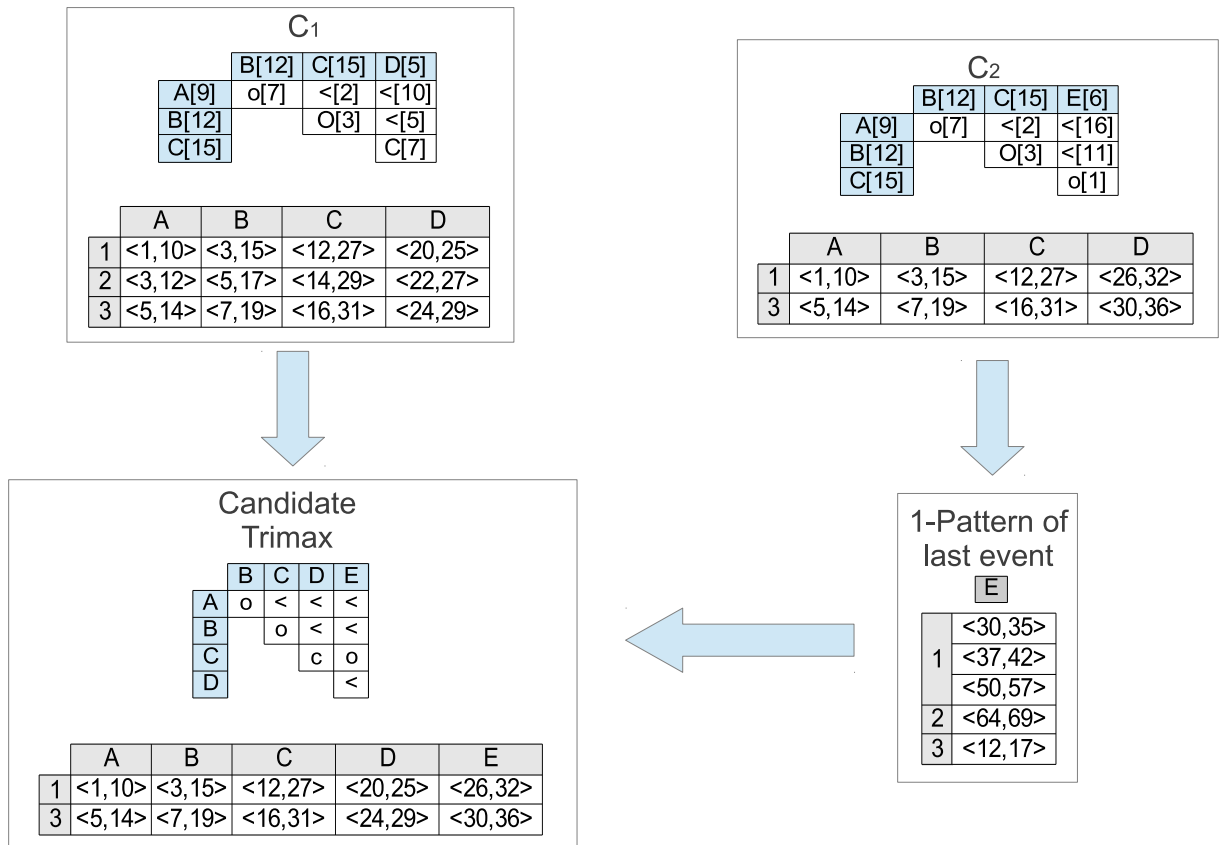 C1
B[12] C[15] D[5]
A[9] o[7] <[2] <[10]
B[12] O[3] <[5]
C[15] C[7]
A B C D
1 <1,10> <3,15> <12,27> <20,25>
2 <3,12> <5,17> <14,29> <22,27>
3 <5,14> <7,19> <16,31> <24,29>
C2
B[12] C[15] E[6]
A[9] o[7] <[2] <[16]
B[12] O[3] <[11]
C[15] o[1]
A B C D
1 <1,10> <3,15> <12,27> <26,32>
3 <5,14> <7,19> <16,31> <30,36>
Candidate
Trimax
B C D E
A o < < <
B o < <
C c o
D <
A B C D E
1 <1,10> <3,15> <12,27> <20,25> <26,32>
3 <5,14> <7,19> <16,31> <24,29> <30,36>
1-Pattern of
last event
E
<30,35>
1 <37,42>
<50,57>
2 <64,69>
3 <12,17>